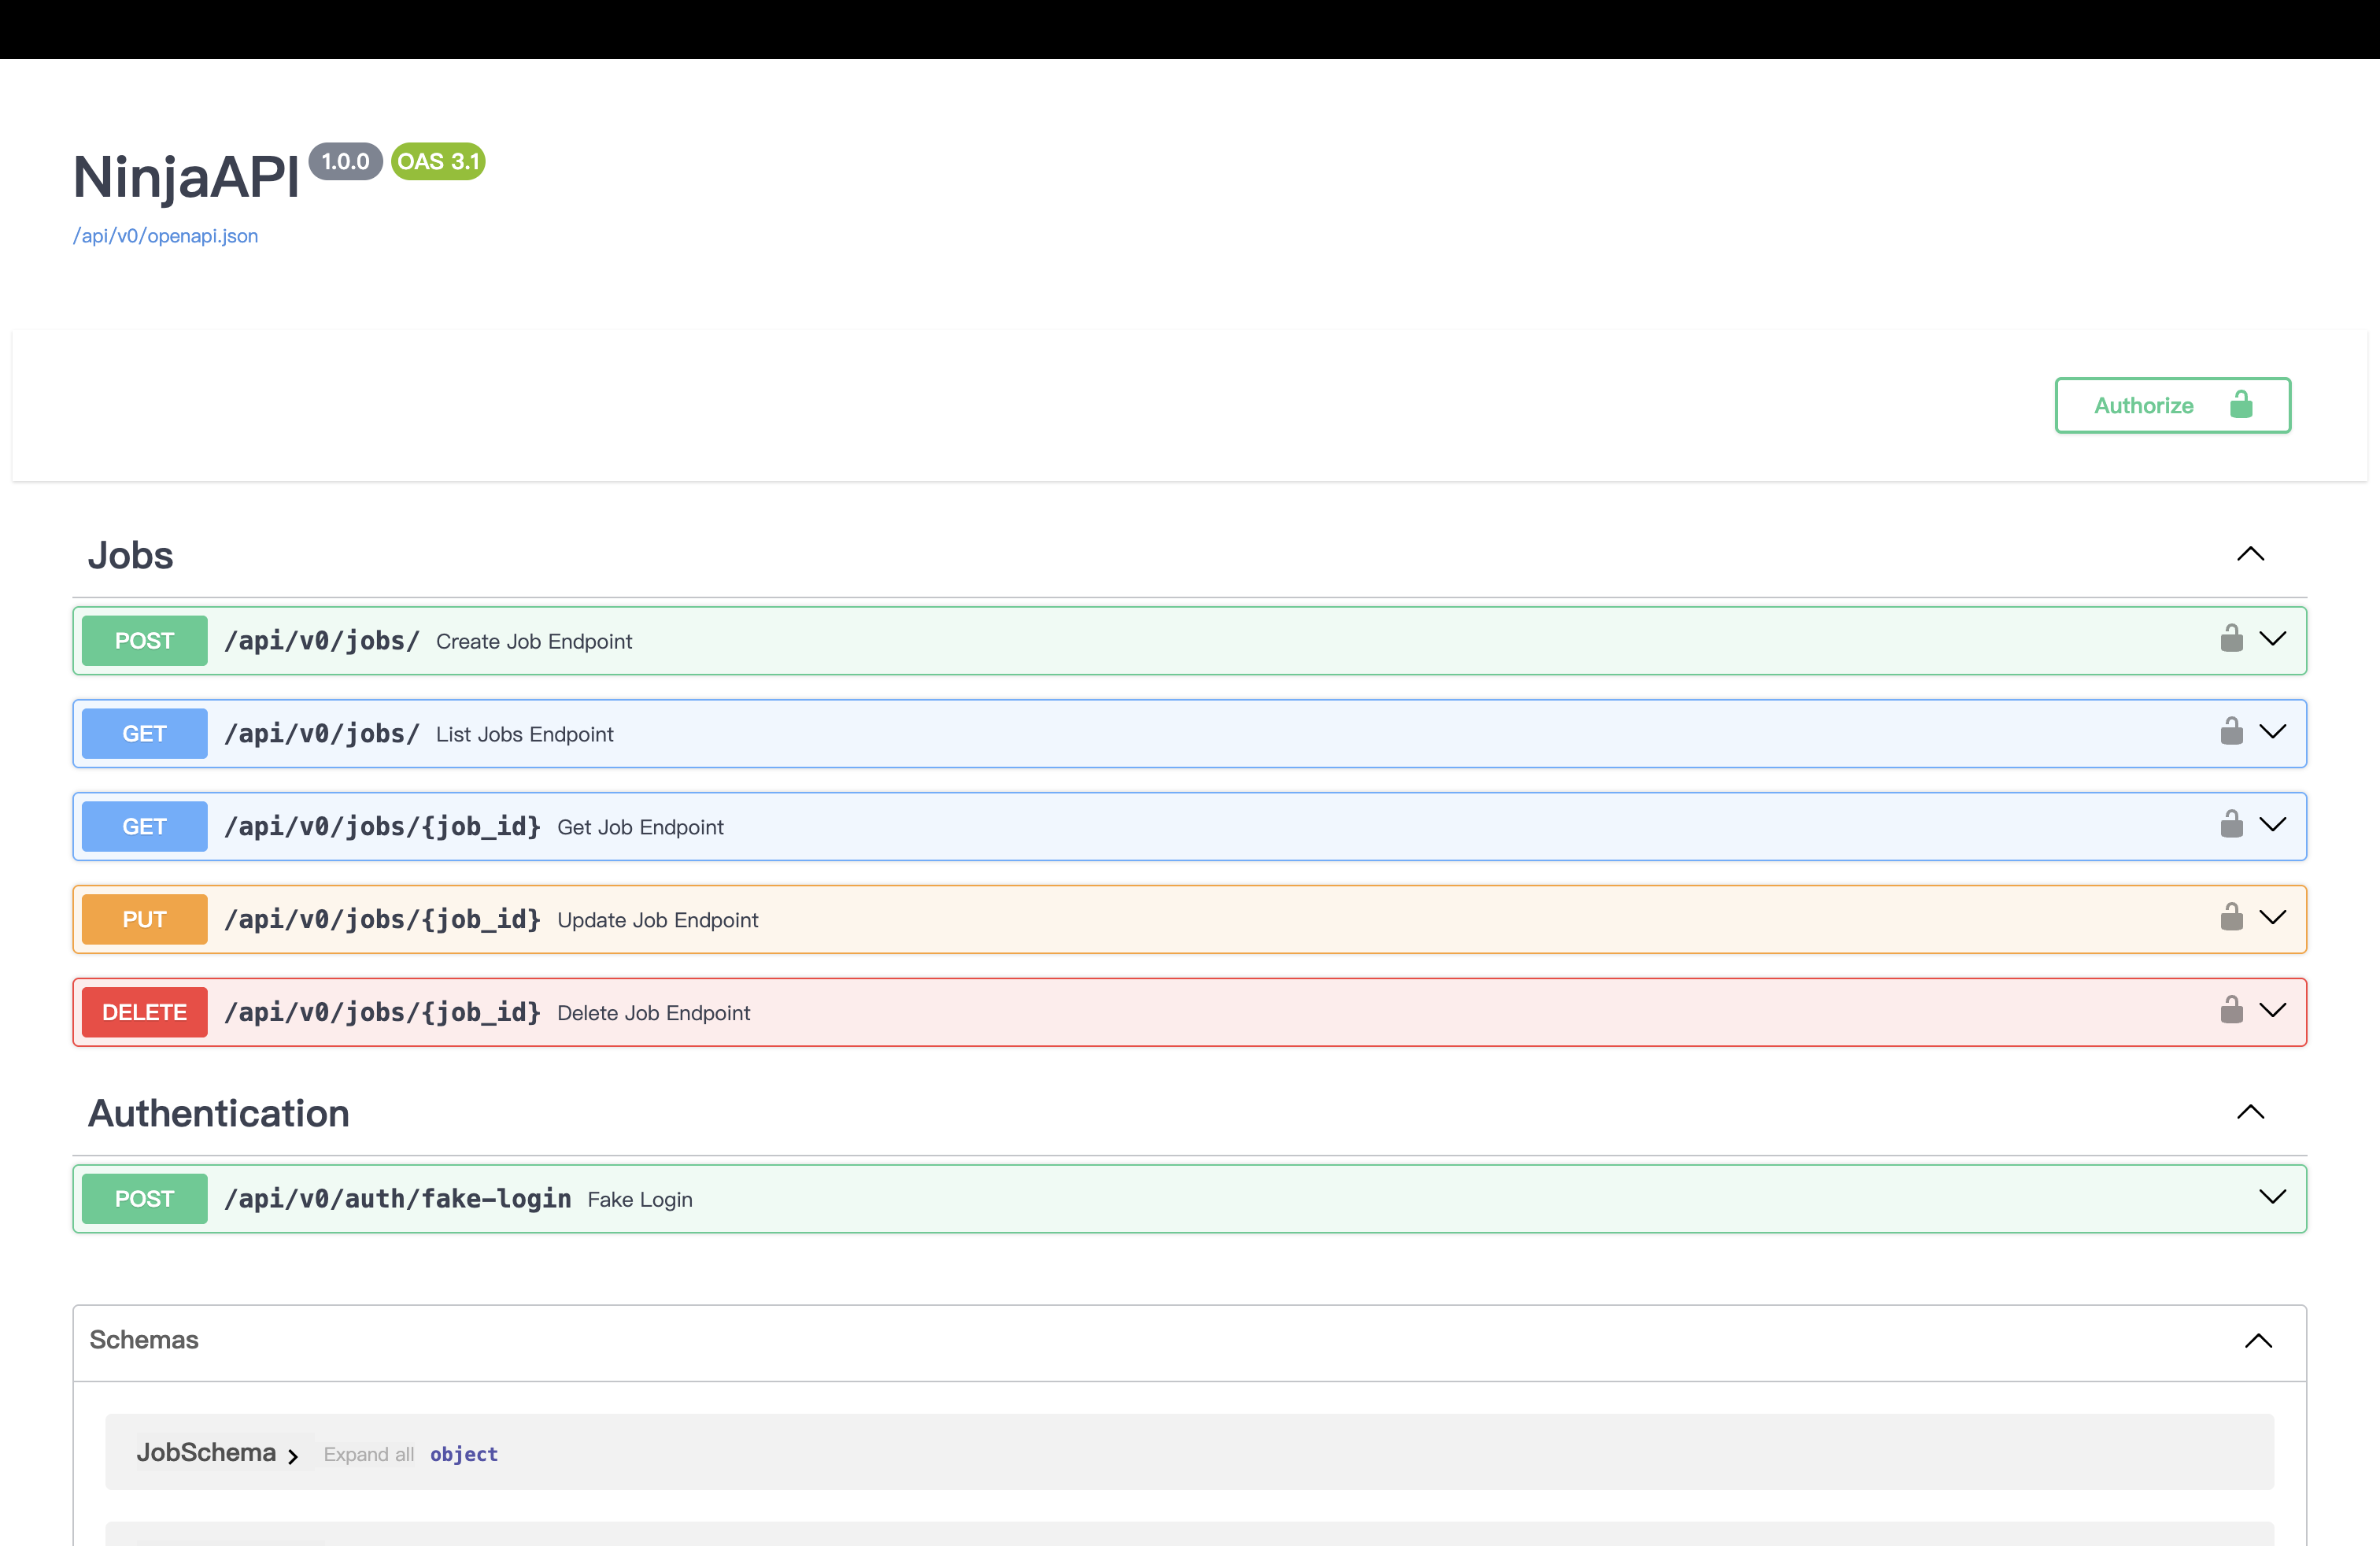 NinjaAPI 1.0.0 OAS 3.1
/api/v0/openapi.json
Authorize
Jobs
POST /api/v0/jobs/ Create Job Endpoint
GET /api/v0/jobs/ List Jobs Endpoint
GET /api/v0/jobs/{job_id} Get Job Endpoint
PUT /api/v0/jobs/{job_id} Update Job Endpoint
DELETE /api/v0/jobs/{job_id} Delete Job Endpoint
Authentication
POST /api/v0/auth/fake-login Fake Login
Schemas
JobSchema Expand all object